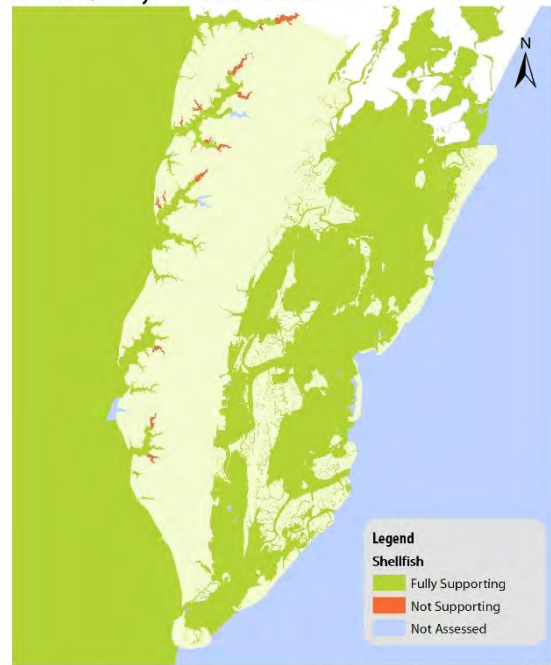 N
Legend
Shellfish
Fully Supporting
Not Supporting
Not Assessed